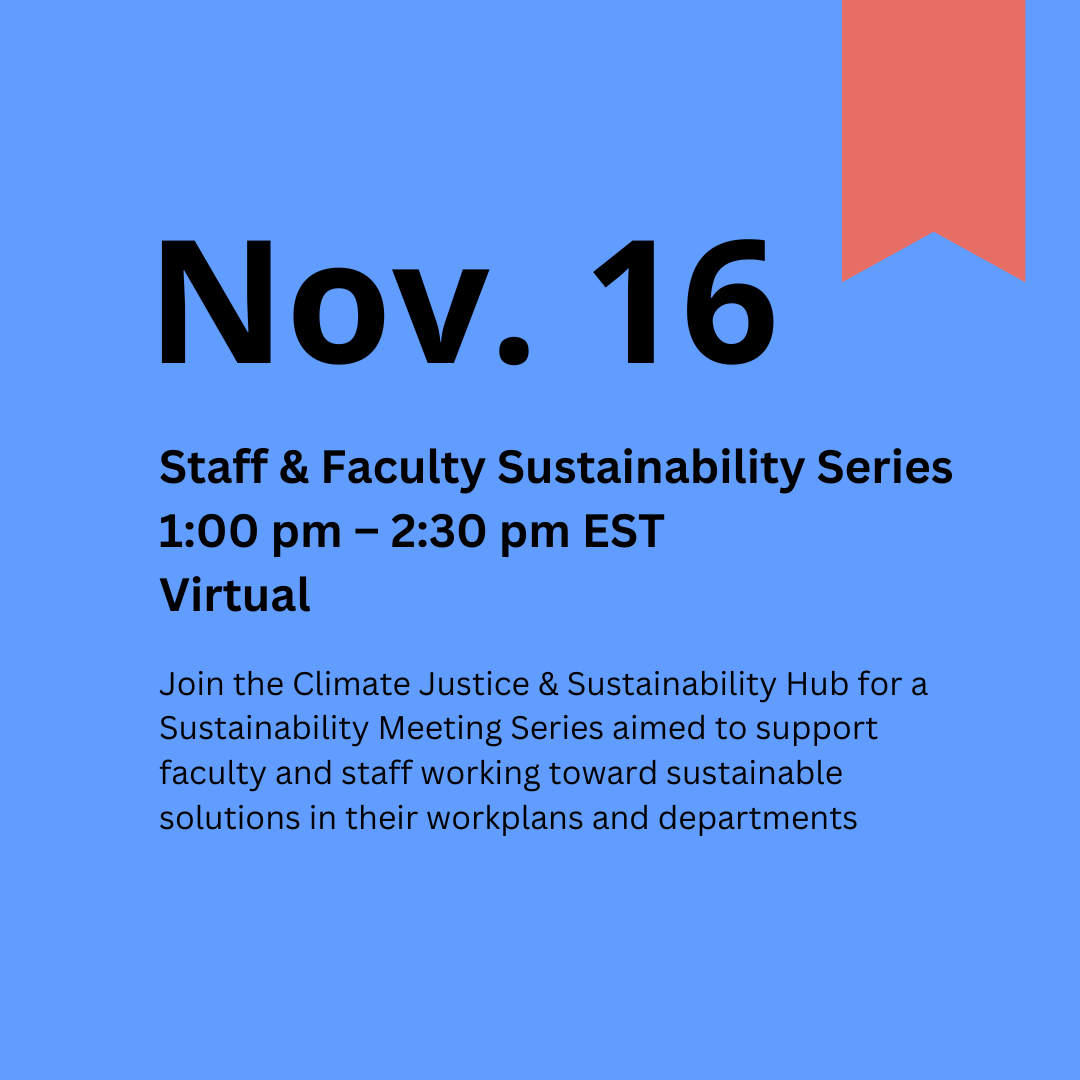 Nov. 16
Staff & Faculty Sustainability Series
1:00 pm – 2:30 pm EST
Virtual
Join the Climate Justice & Sustainability Hub for a
Sustainability Meeting Series aimed to support
faculty and staff working toward sustainable
solutions in their workplans and departments